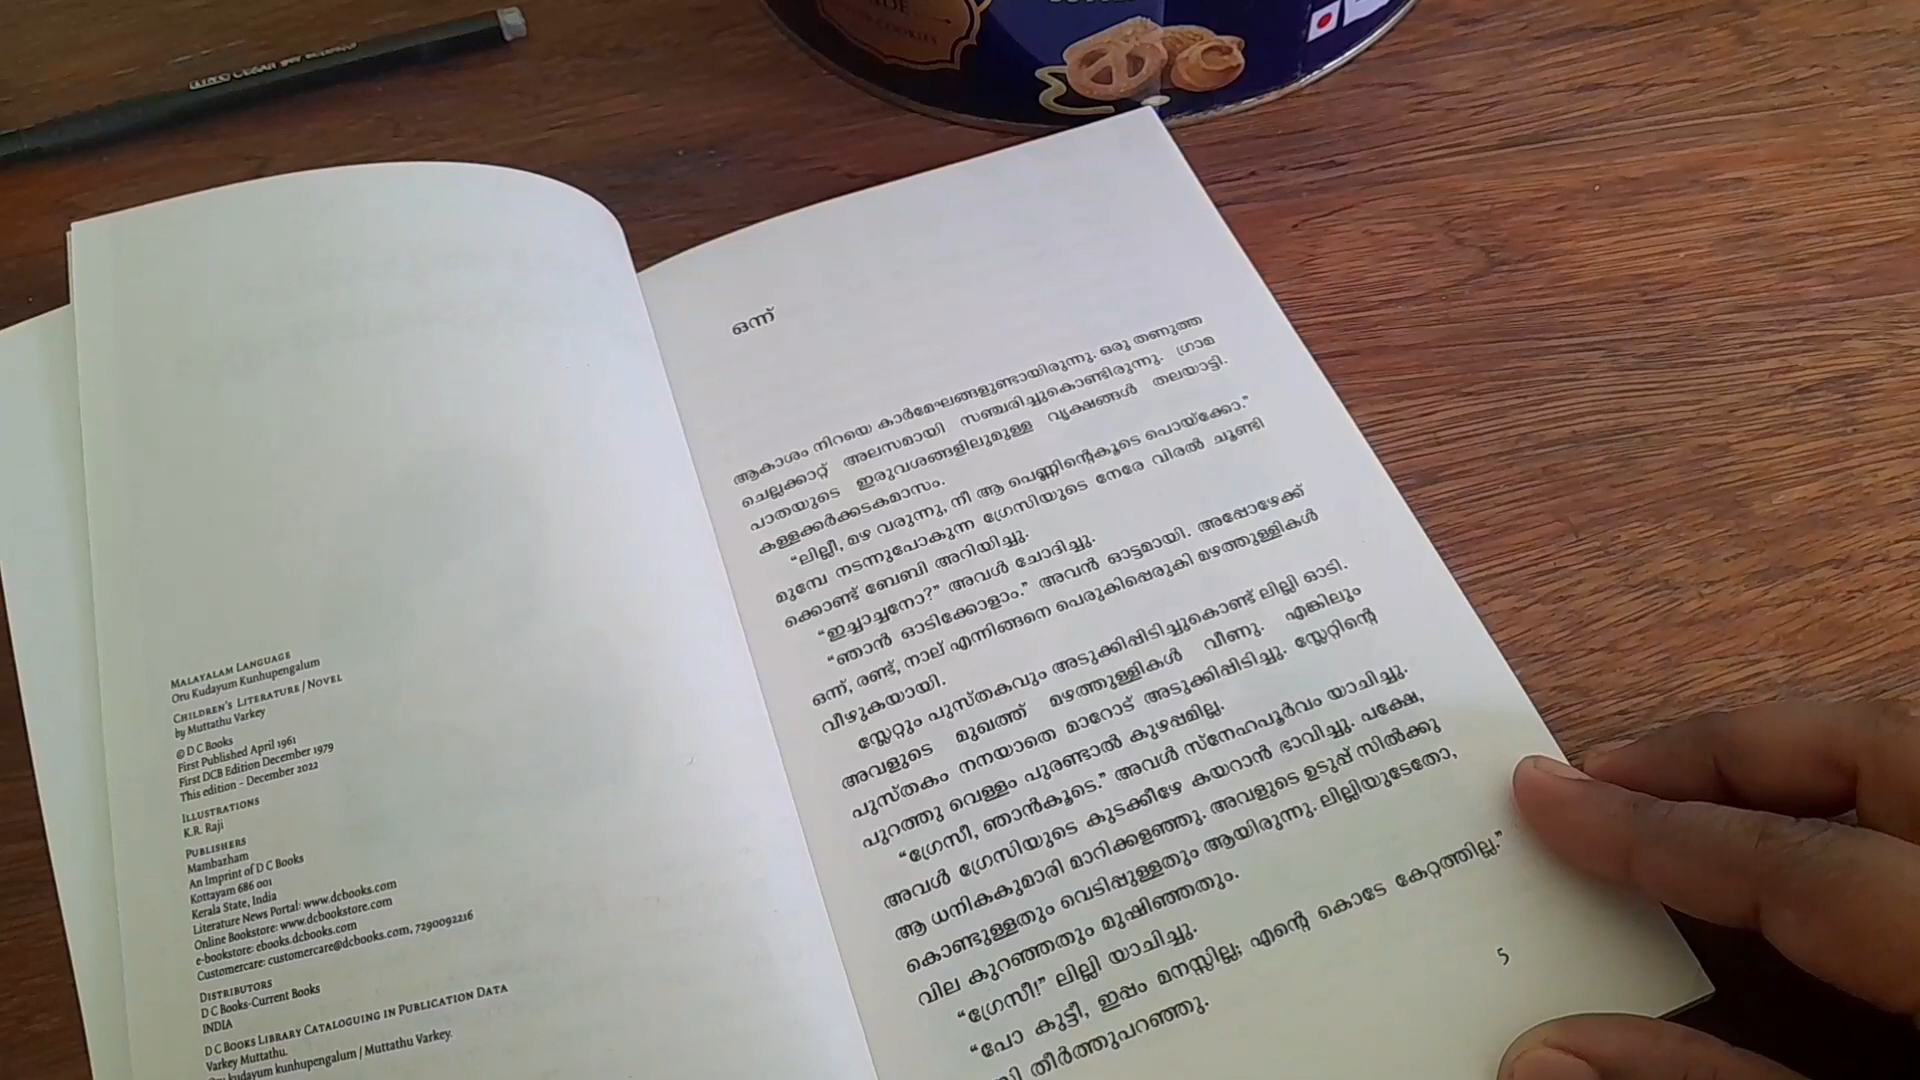 COOKIES
MALAYALAM LANGUAGE
Oru Kudayum Kunhupengalum
CHILDREN'S LITERATURE / NOVEL
by Muttathu Varkey
© D C Books
First Published April 1961
First DCB Edition December 1979
This edition – December 2022
ILLUSTRATIONS
K.R. Raji
PUBLISHERS
Mambazham
An Imprint of D C Books
Kottayam 686 001
Kerala State, India
Literature News Portal: www.dcbooks.com
Online Bookstore: www.dcbookstore.com
e-bookstore: ebooks.dcbooks.com
Customercare: customercare@dcbooks.com, 7290092216
DISTRIBUTORS
D C Books-Current Books
INDIA
D C BOOKS LIBRARY CATALOGUING IN PUBLICATION DATA
Varkey Muttathu.
Oru kudayum kunhupengalum / Muttathu Varkey.
ഒന്ന്
ആകാശം നിറയെ കാർമേഘങ്ങളുണ്ടായിരുന്നു. ഒരു തണുത്ത
ചെല്ലക്കാറ്റ് അലസമായി സഞ്ചരിച്ചുകൊണ്ടിരുന്നു. ഗ്രാമ
പാതയുടെ ഇരുവശങ്ങളിലുമുള്ള വൃക്ഷങ്ങൾ തലയാട്ടി.
കള്ളക്കർക്കടകമാസം.
“ലില്ലീ, മഴ വരുന്നു, നീ ആ പെണ്ണിന്റെകൂടെ പൊയ്ക്കോ.”
മുമ്പേ നടന്നുപോകുന്ന ഗ്രേസിയുടെ നേരേ വിരൽ ചൂണ്ടി
ക്കൊണ്ട് ബേബി അറിയിച്ചു.
“ഇച്ചാച്ചനോ?” അവൾ ചോദിച്ചു.
“ഞാൻ ഓടിക്കോളാം.” അവൻ ഓട്ടമായി. അപ്പോഴേക്ക്
ഒന്ന്, രണ്ട്, നാല് എന്നിങ്ങനെ പെരുകിപ്പെരുകി മഴത്തുള്ളികൾ
വീഴുകയായി.
സ്ലേറ്റും പുസ്തകവും അടുക്കിപ്പിടിച്ചുകൊണ്ട് ലില്ലി ഓടി.
അവളുടെ മുഖത്ത് മഴത്തുള്ളികൾ വീണു. എങ്കിലും
പുസ്തകം നനയാതെ മാറോട് അടുക്കിപ്പിടിച്ചു. സ്ലേറ്റിന്റെ
പുറത്തു വെള്ളം പുരണ്ടാൽ കുഴപ്പമില്ല.
“ഗ്രേസീ, ഞാൻകൂടെ.” അവൾ സ്നേഹപൂർവം യാചിച്ചു.
അവൾ ഗ്രേസിയുടെ കുടക്കീഴേ കയറാൻ ഭാവിച്ചു. പക്ഷേ,
ആ ധനികകുമാരി മാറിക്കളഞ്ഞു. അവളുടെ ഉടുപ്പ് സിൽക്കു
കൊണ്ടുള്ളതും വെടിപ്പുള്ളതും ആയിരുന്നു. ലില്ലിയുടേതോ,
വില കുറഞ്ഞതും മുഷിഞ്ഞതും.
“ഗ്രേസീ!” ലില്ലി യാചിച്ചു.
“പോ കുട്ടീ, ഇപ്പം മനസ്സില്ല; എന്റെ കൊടേ കേറ്റത്തില്ല.”
തീർത്തുപറഞ്ഞു.
5